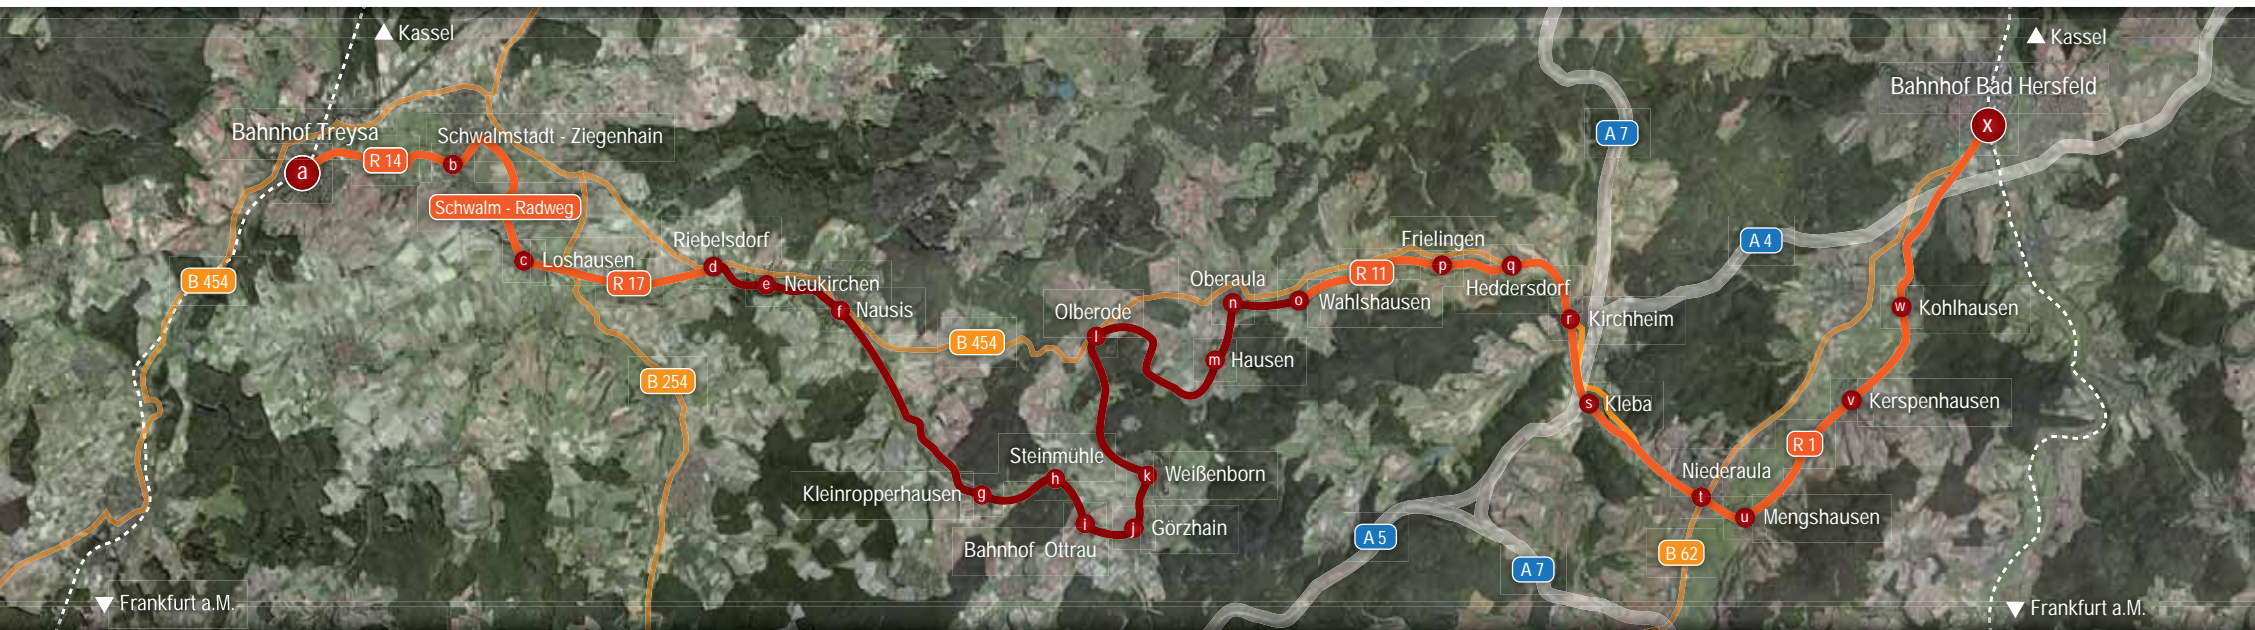 ▲ Kassel
▲ Kassel
Bahnhof Bad Hersfeld
x
Bahnhof Treysa
a
R 14
Schwalmstadt - Ziegenhain
b
A 7
Schwalm - Radweg
c
Loshausen
R 17
Riebelsdorf
d
e
Neukirchen
f
Nausis
B 454
B 254
B 454
Olberode
l
Oberaula
n
o
Wahlshausen
m
Hausen
R 11
Frielingen
p
q
Heddersdorf
A 4
r
Kirchheim
w
Kohlhausen
s
Kleba
v
Kerspenhausen
R 1
Steinmühle
h
k
Weißenborn
Kleinropperhausen
g
i
Bahnhof Ottrau
j
Görzhain
Niederaula
t
u
Mengshausen
A 5
A 7
B 62
▼ Frankfurt a.M.
▼ Frankfurt a.M.